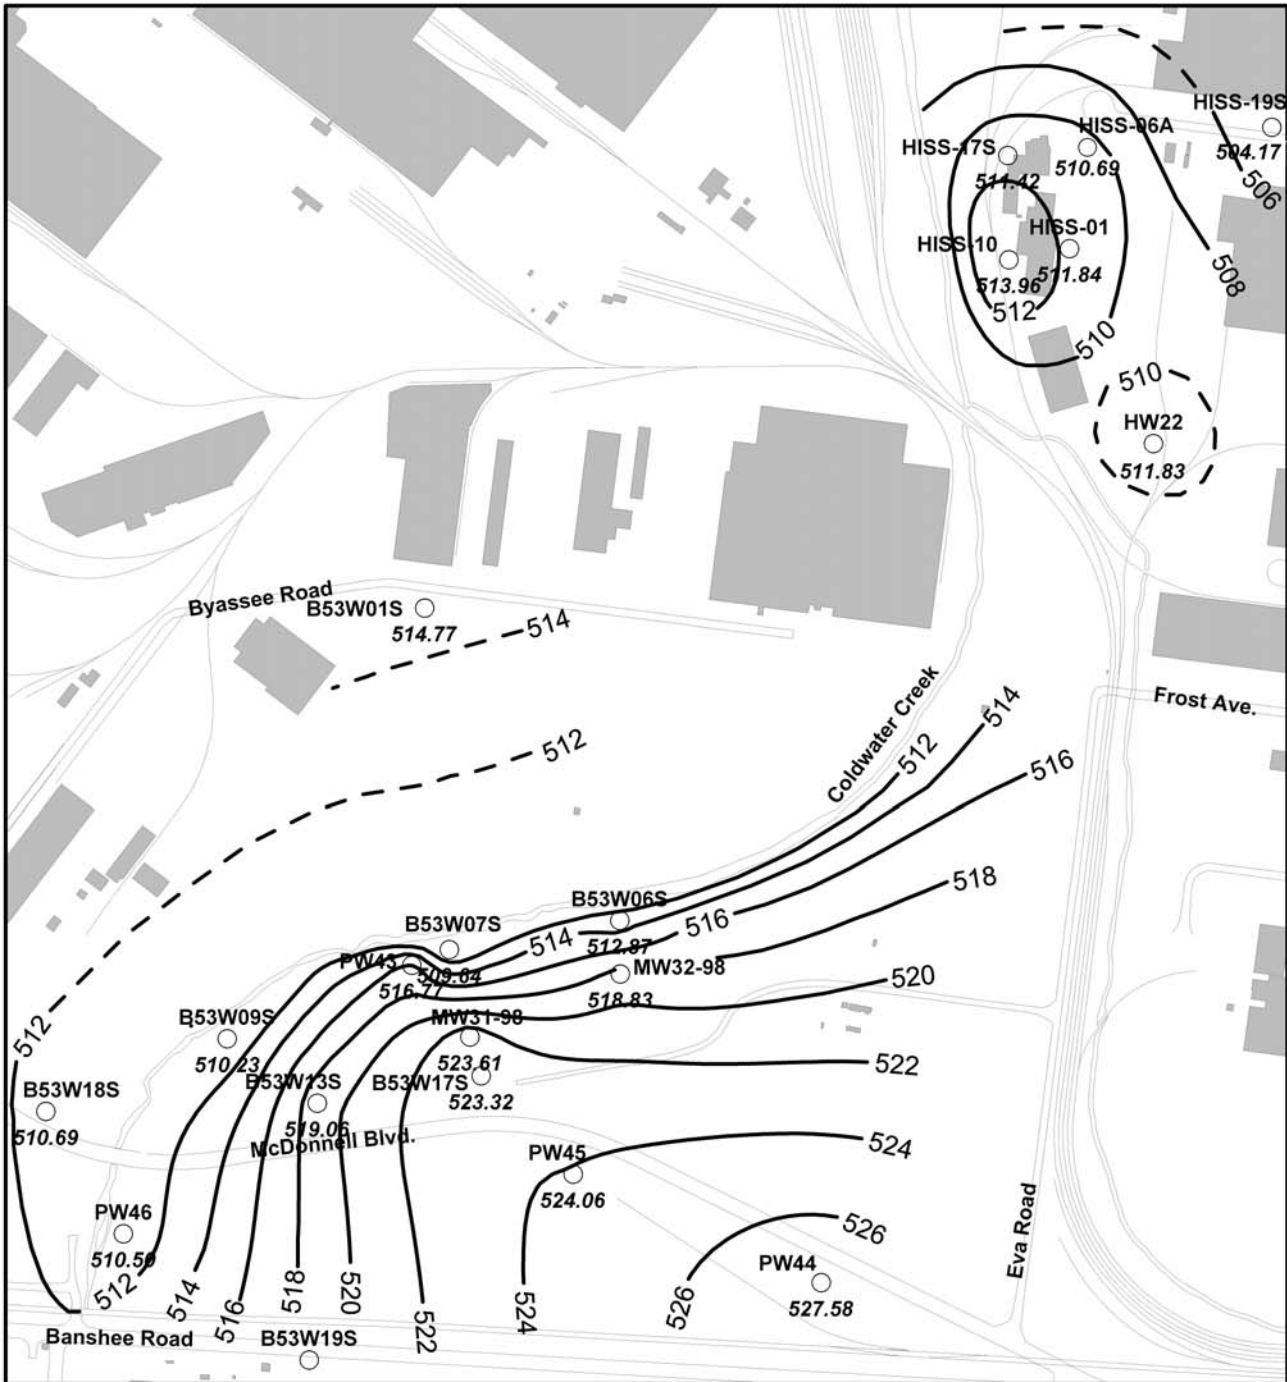 HISS-19S
504.17
HISS-06A
510.69
HISS-17S
511.42
506
HISS-01
511.84
HISS-10
513.96
508
512
510
510
HW22
511.83
Byassee Road
B53W01S
514.77
514
Coldwater Creek
Frost Ave.
514
512
512
516
518
B53W06S
512.87
516
514
B53W07S
509.64
PW43
516.77
MW32-98
518.83
520
512
B53W09S
510.23
MW31-98
523.61
522
B53W17S
523.32
B53W13S
519.06
B53W18S
510.69
McDonnell Blvd.
524
PW45
524.06
PW46
510.50
526
Eva Road
PW44
527.58
512
514
516
518
520
522
524
526
Banshee Road
B53W19S